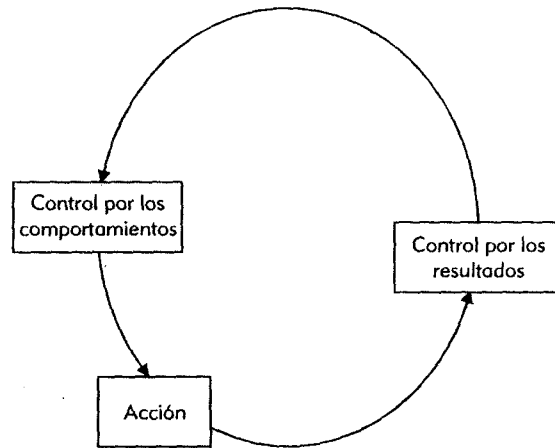 Control por los
comportamientos
Control por los
resultados
Acción